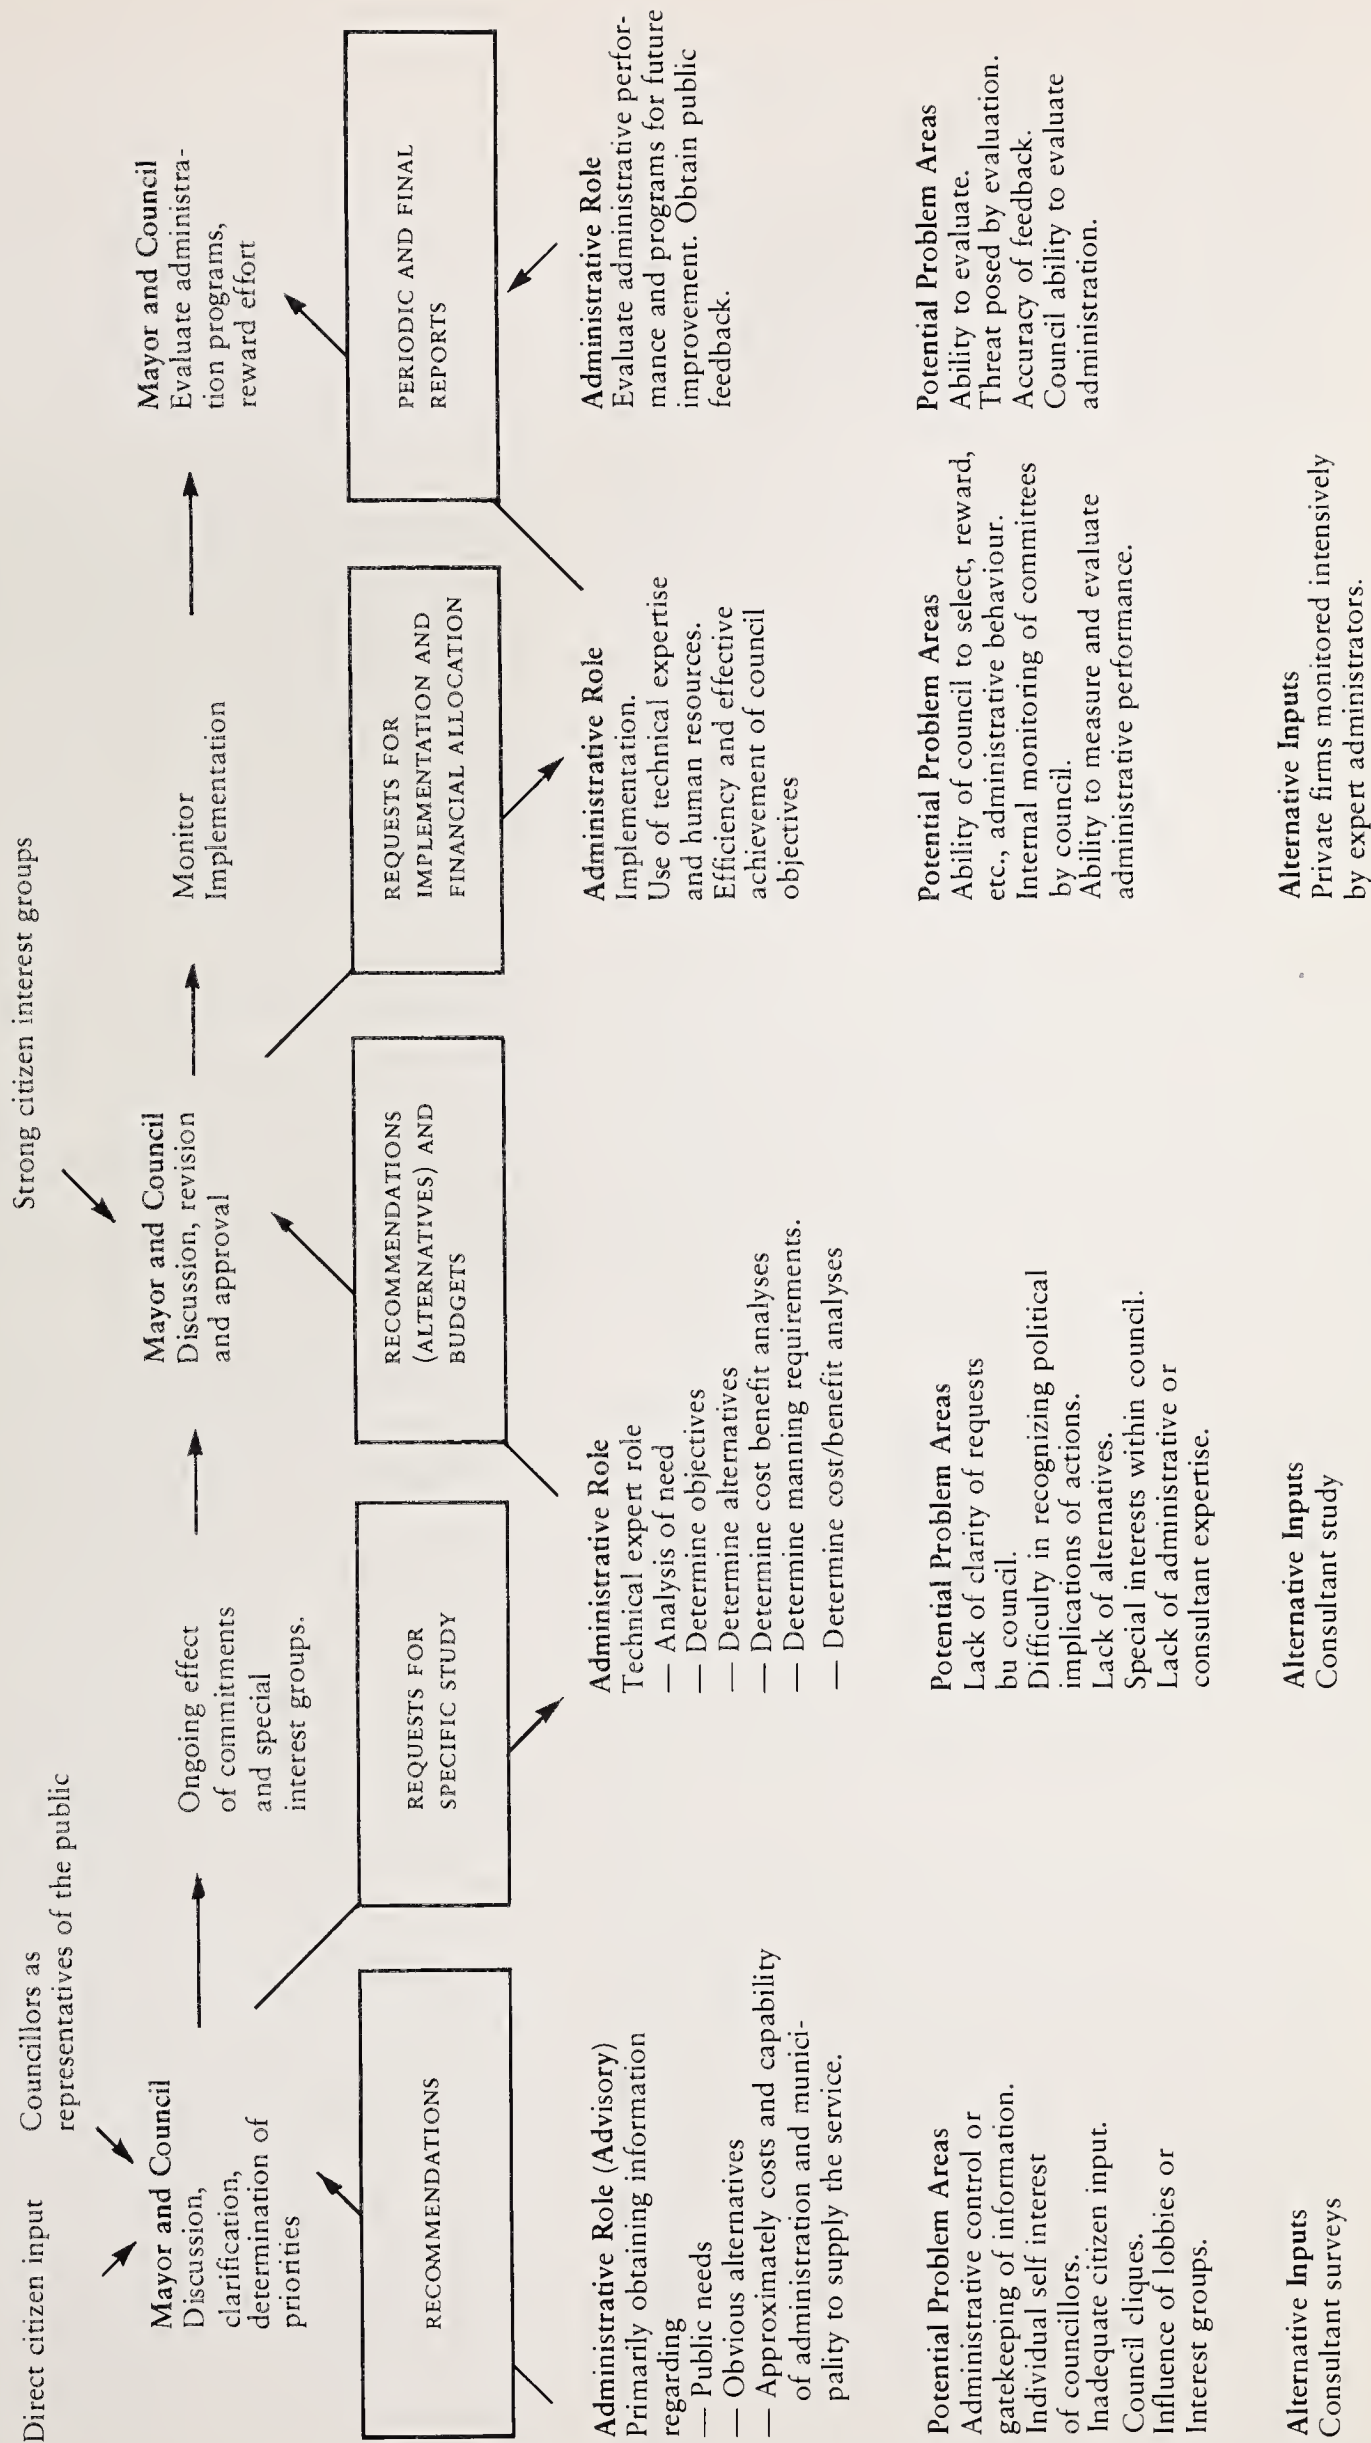 Direct citizen input
Councillors as
representatives of the public
Strong citizen interest groups
Mayor and Council
Discussion,
clarification,
determination of
priorities
Ongoing effect
of commitments
and special
interest groups.
Mayor and Council
Discussion, revision
and approval
Monitor
Implementation
Mayor and Council
Evaluate administra-
tion programs,
reward effort
RECOMMENDATIONS
REQUESTS FOR
SPECIFIC STUDY
RECOMMENDATIONS
(ALTERNATIVES) AND
BUDGETS
REQUESTS FOR
IMPLEMENTATION AND
FINANCIAL ALLOCATION
PERIODIC AND FINAL
REPORTS
Administrative Role (Advisory)
Primarily obtaining information
regarding
— Public needs
— Obvious alternatives
— Approximately costs and capability
of administration and munici-
pality to supply the service.
Administrative Role
Technical expert role
— Analysis of need
— Determine objectives
— Determine alternatives
— Determine cost benefit analyses
— Determine manning requirements.
— Determine cost/benefit analyses
Administrative Role
Implementation.
Use of technical expertise
and human resources.
Efficiency and effective
achievement of council
objectives
Administrative Role
Evaluate administrative perfor-
mance and programs for future
improvement. Obtain public
feedback.
Potential Problem Areas
Administrative control or
gatekeeping of information.
Individual self interest
of councillors.
Inadequate citizen input.
Council cliques.
Influence of lobbies or
Interest groups.
Potential Problem Areas
Lack of clarity of requests
bu council.
Difficulty in recognizing political
implications of actions.
Lack of alternatives.
Special interests within council.
Lack of administrative or
consultant expertise.
Potential Problem Areas
Ability of council to select, reward,
etc., administrative behaviour.
Internal monitoring of committees
by council.
Ability to measure and evaluate
administrative performance.
Potential Problem Areas
Ability to evaluate.
Threat posed by evaluation.
Accuracy of feedback.
Council ability to evaluate
administration.
Alternative Inputs
Consultant surveys
Alternative Inputs
Consultant study
Alternative Inputs
Private firms monitored intensively
by expert administrators.